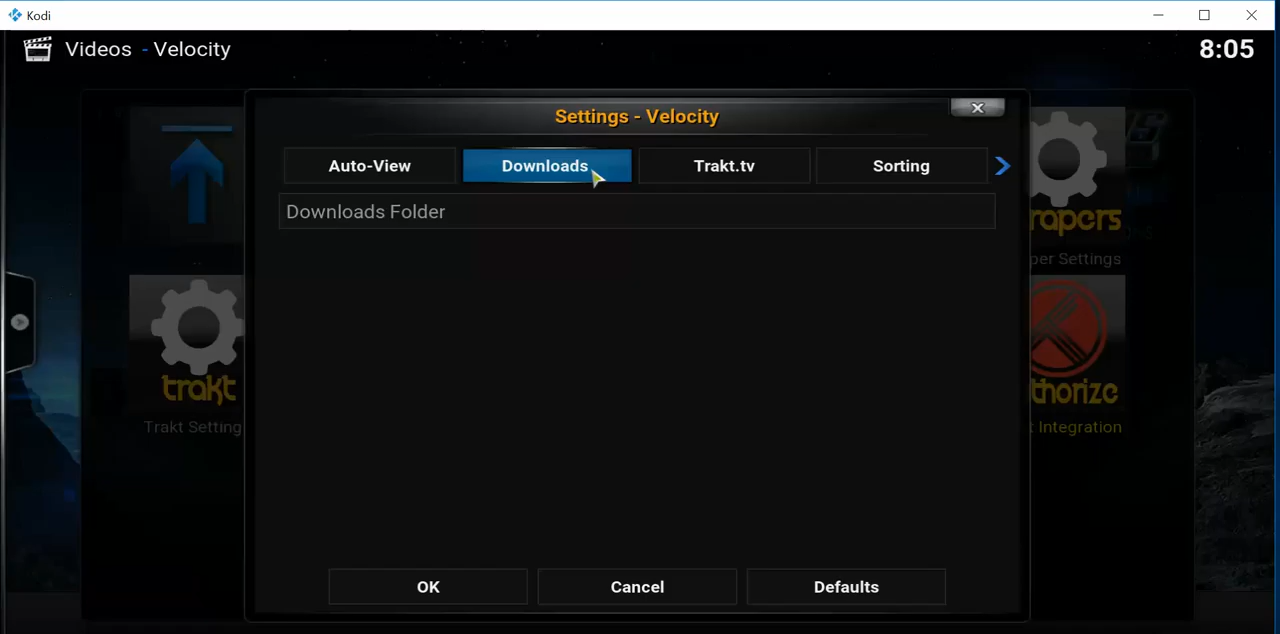 Kodi
Videos - Velocity
8:05
Settings - Velocity
Auto-View
Downloads
Trakt.tv
Sorting
Downloads Folder
rapers
per Settings
trakt
Trakt Setting
thorize
t Integration
OK
Cancel
Defaults